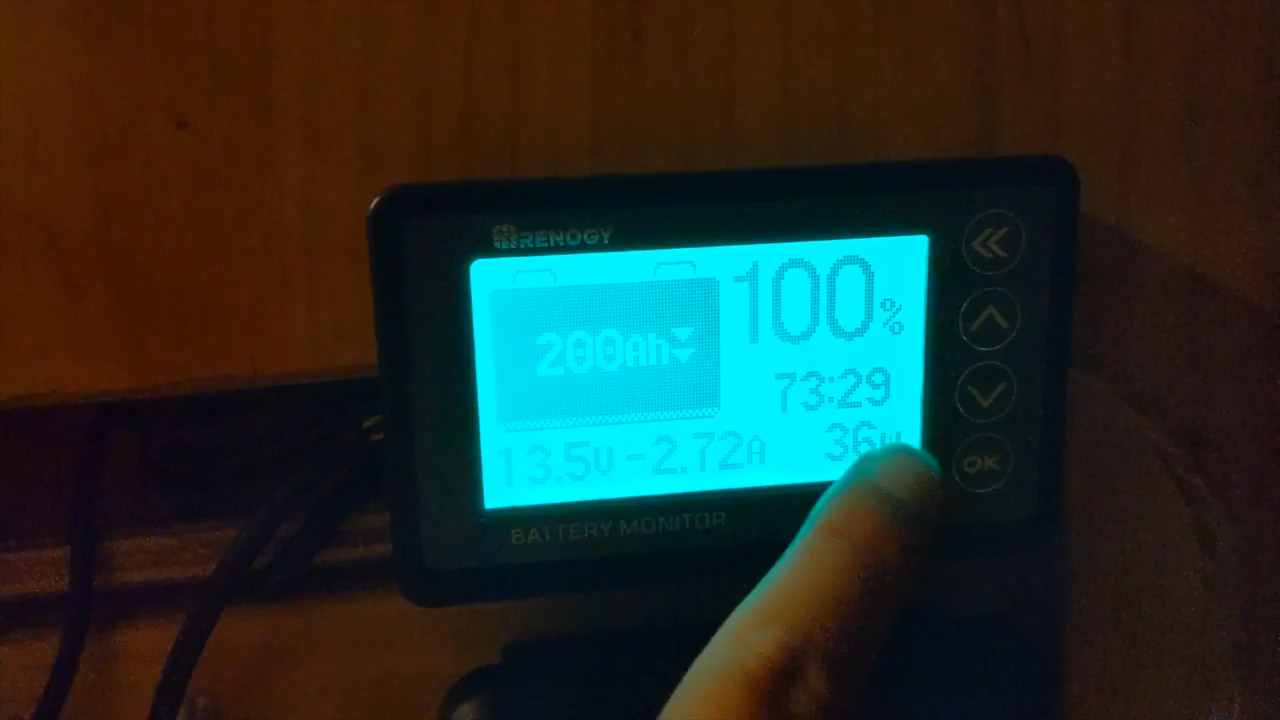 RENOGY
200Ah
100%
73:29
13.5V -2.72A 36W
BATTERY MONITOR
OK